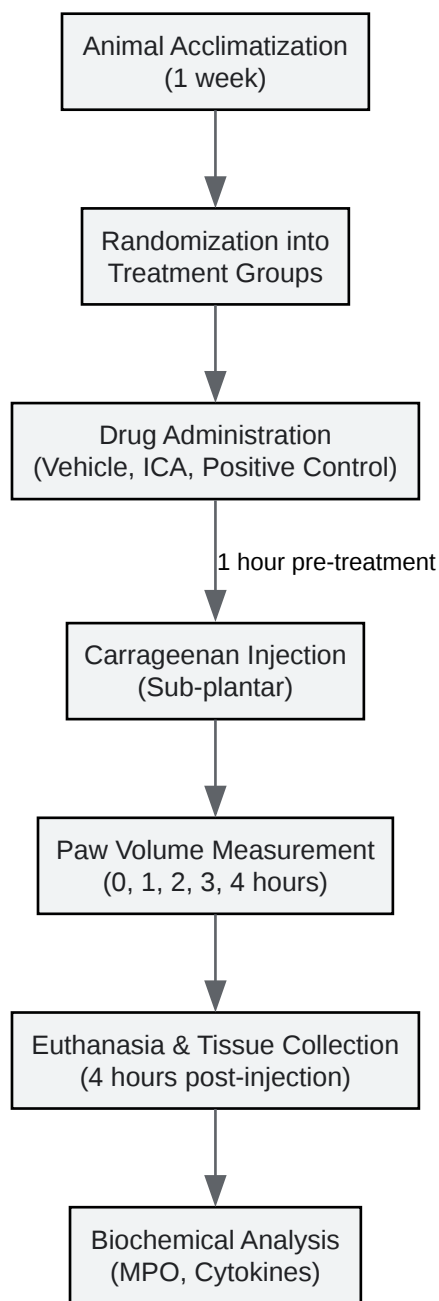 Animal Acclimatization
(1 week)
Randomization into
Treatment Groups
Drug Administration
(Vehicle, ICA, Positive Control)
1 hour pre-treatment
Carrageenan Injection
(Sub-plantar)
Paw Volume Measurement
(0, 1, 2, 3, 4 hours)
Euthanasia & Tissue Collection
(4 hours post-injection)
Biochemical Analysis
(MPO, Cytokines)